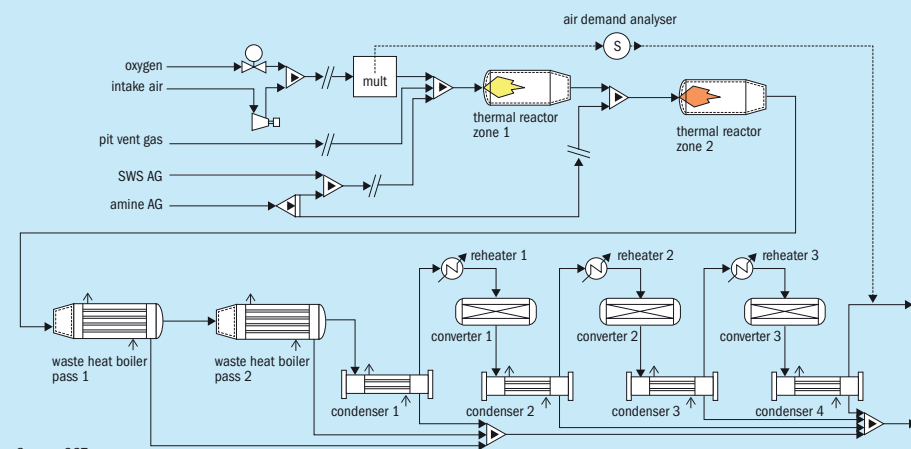 air demand analyser
S
oxygen
mult
intake air
thermal reactor
zone 1
thermal reactor
zone 2
pit vent gas
SWS AG
amine AG
reheater 1
reheater 2
reheater 3
converter 1
converter 2
converter 3
waste heat boiler
pass 1
waste heat boiler
pass 2
condenser 1
condenser 2
condenser 3
condenser 4